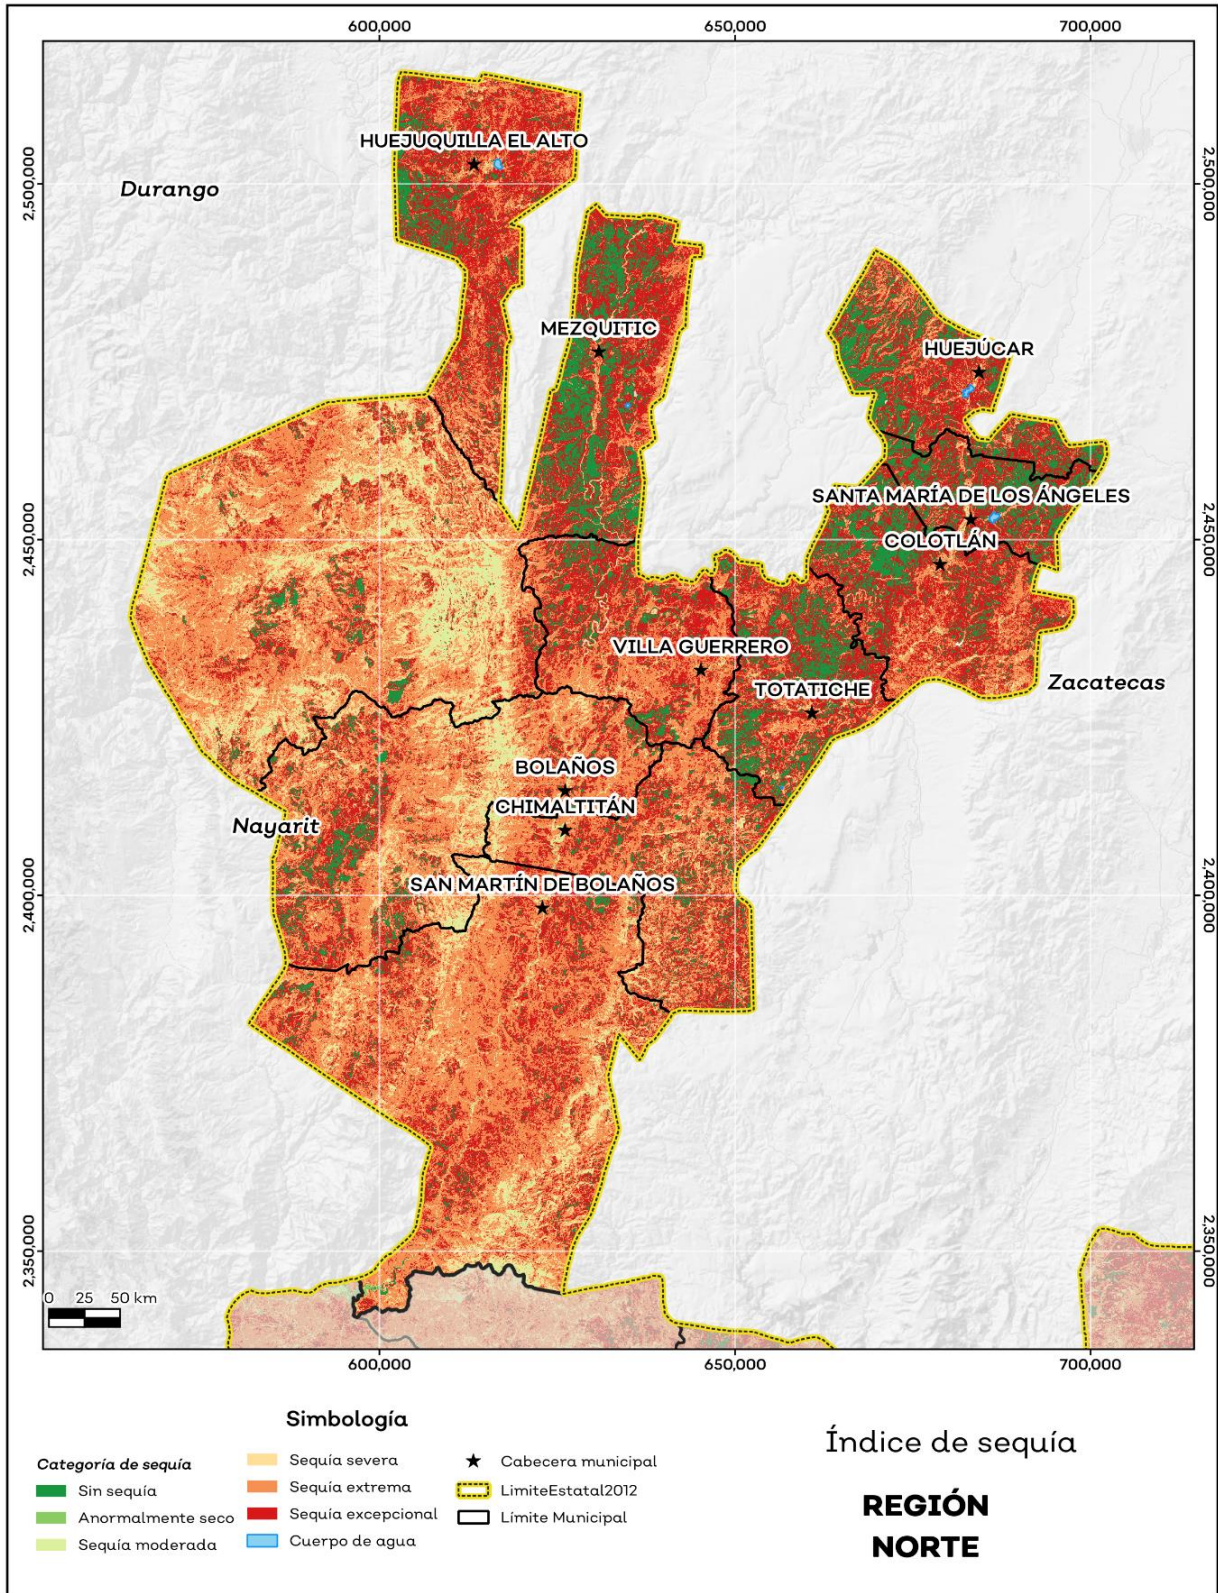 600,000
650,000
700,000
HUEJUQUILLA EL ALTO
2,500,000
2,500,000
Durango
MEZQUITIC
HUEJÚCAR
SANTA MARÍA DE LOS ÁNGELES
COLOTLÁN
2,450,000
2,450,000
VILLA GUERRERO
TOTATICHE
Zacatecas
BOLAÑOS
CHIMALTITÁN
Nayarit
SAN MARTÍN DE BOLAÑOS
2,400,000
2,400,000
2,350,000
2,350,000
0 25 50 km
600,000
650,000
700,000
Simbología
Categoría de sequía
Sin sequía
Anormalmente seco
Sequía moderada
Sequía severa
Sequía extrema
Sequía excepcional
Cuerpo de agua
Cabecera municipal
LimiteEstatal2012
Límite Municipal
Índice de sequía
REGIÓN
NORTE